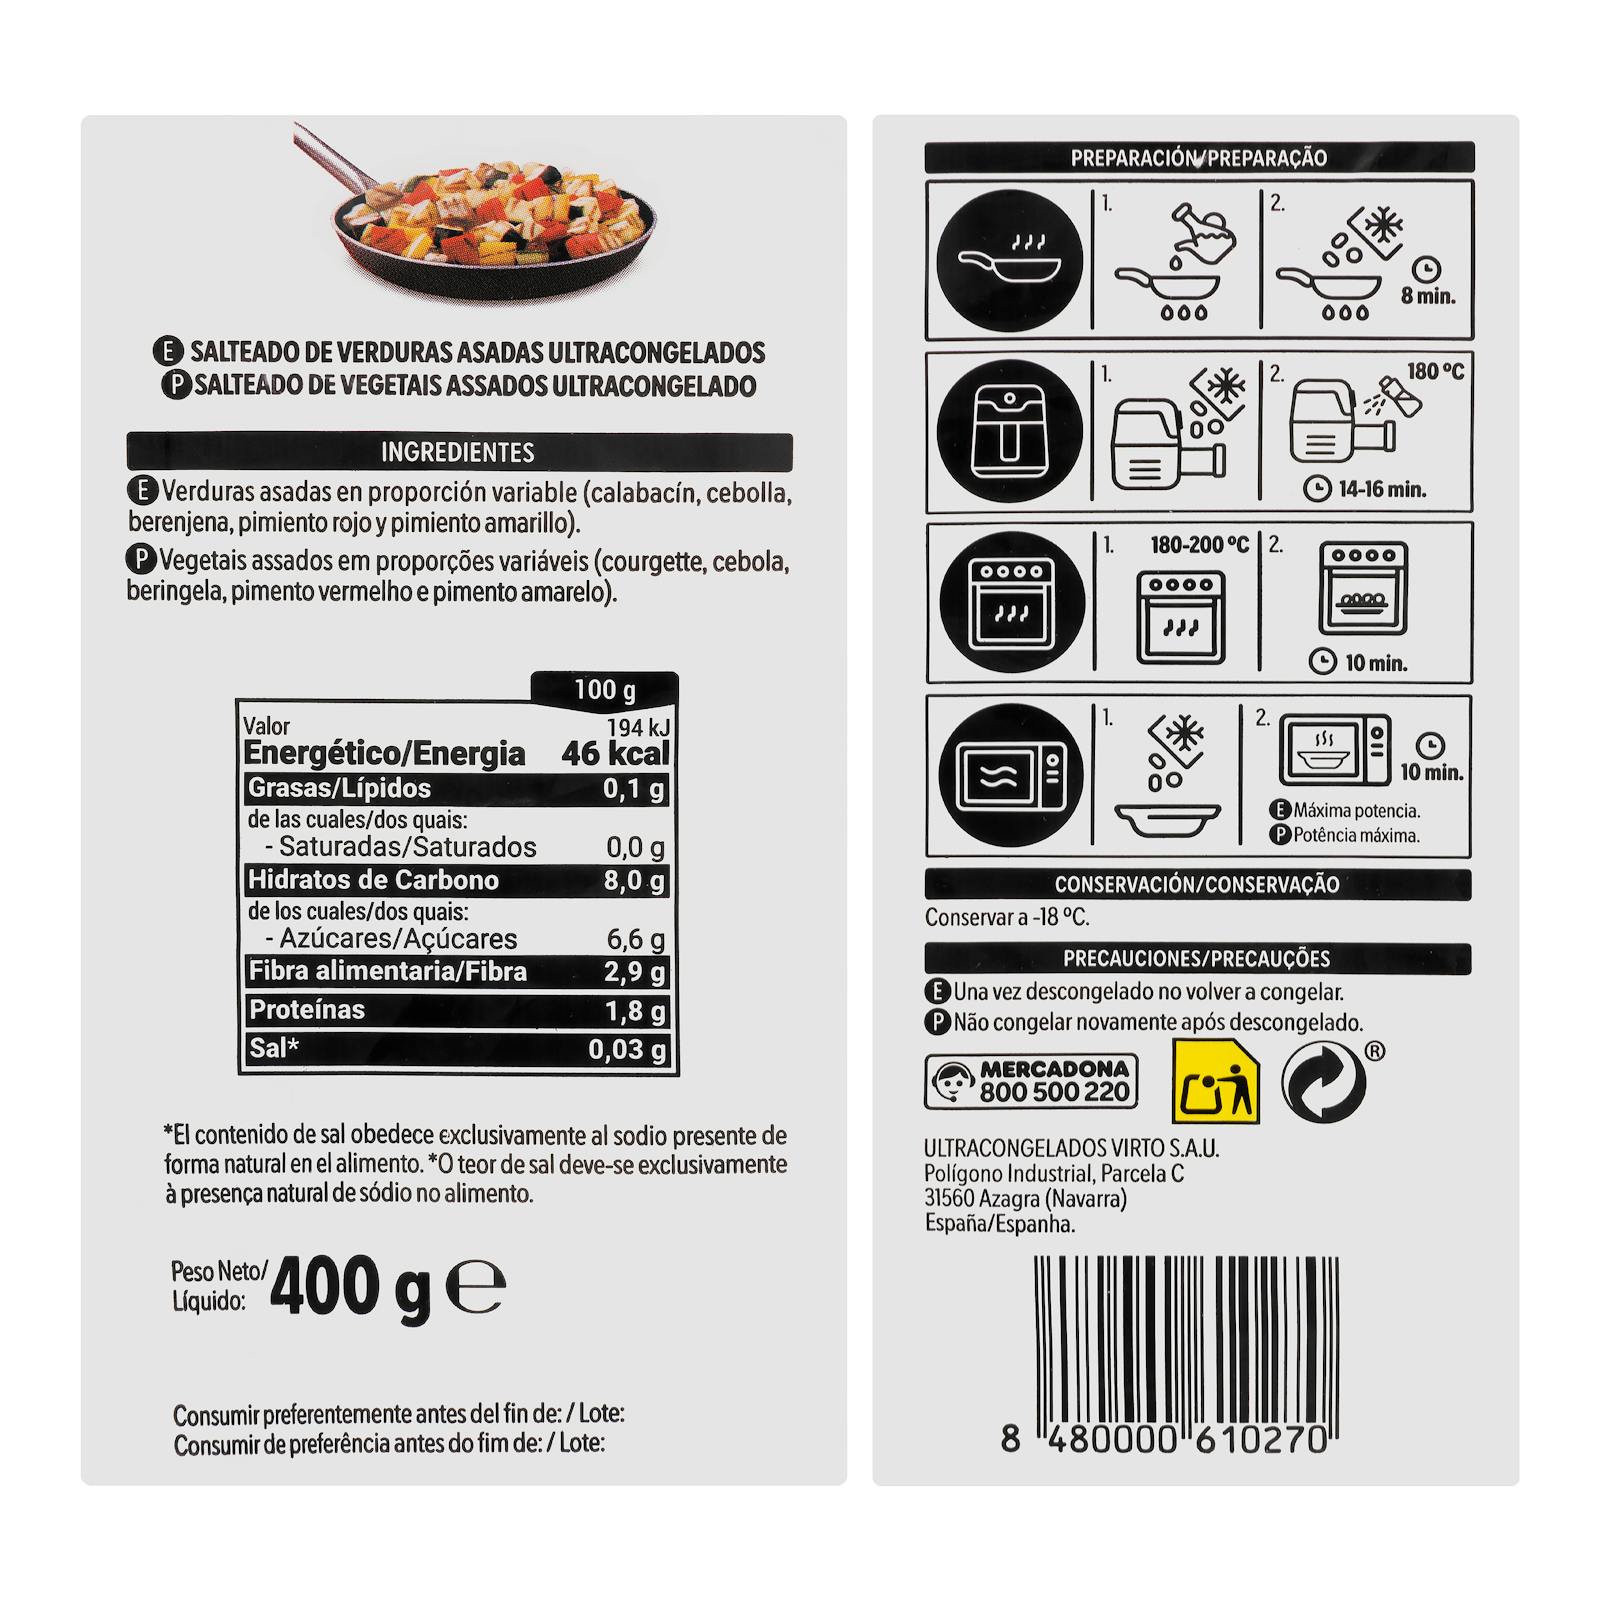 E SALTEADO DE VERDURAS ASADAS ULTRACONGELADOS
P SALTEADO DE VEGETAIS ASSADOS ULTRACONGELADO
INGREDIENTES
E Verduras asadas en proporción variable (calabacín, cebolla,
berenjena, pimiento rojo y pimiento amarillo).
P Vegetais assados em proporções variáveis (courgette, cebola,
beringela, pimento vermelho e pimento amarelo).
100 g
Valor 194 kJ
Energético/Energia 46 kcal
Grasas/Lípidos 0,1 g
de las cuales/dos quais:
- Saturadas/Saturados 0,0 g
Hidratos de Carbono 8,0 g
de los cuales/dos quais:
- Azúcares/Açúcares 6,6 g
Fibra alimentaria/Fibra 2,9 g
Proteínas 1,8 g
Sal* 0,03 g
*El contenido de sal obedece exclusivamente al sodio presente de
forma natural en el alimento. *O teor de sal deve-se exclusivamente
à presença natural de sódio no alimento.
Peso Neto/
Líquido: 400 g e
Consumir preferentemente antes del fin de: / Lote:
Consumir de preferência antes do fim de: / Lote:
PREPARACIÓN/PREPARAÇÃO
1. 2.
8 min.
1. 2. 180 ºC
14-16 min.
1. 180-200 ºC 2.
10 min.
1. 2.
10 min.
E Máxima potencia.
P Potência máxima.
CONSERVACIÓN/CONSERVAÇÃO
Conservar a -18 ºC.
PRECAUCIONES/PRECAUÇÕES
E Una vez descongelado no volver a congelar.
P Não congelar novamente após descongelado.
MERCADONA
800 500 220
®
ULTRACONGELADOS VIRTO S.A.U.
Polígono Industrial, Parcela C
31560 Azagra (Navarra)
España/Espanha.
8 480000 610270